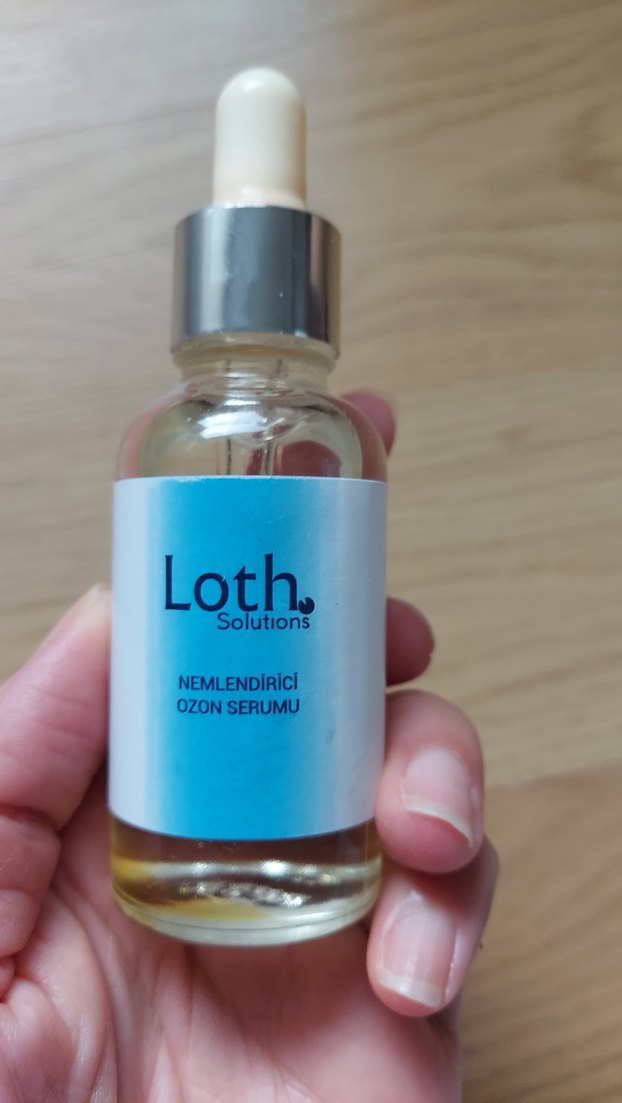 Loth.
Solutions
NEMLENDİRİCİ
OZON SERUMU